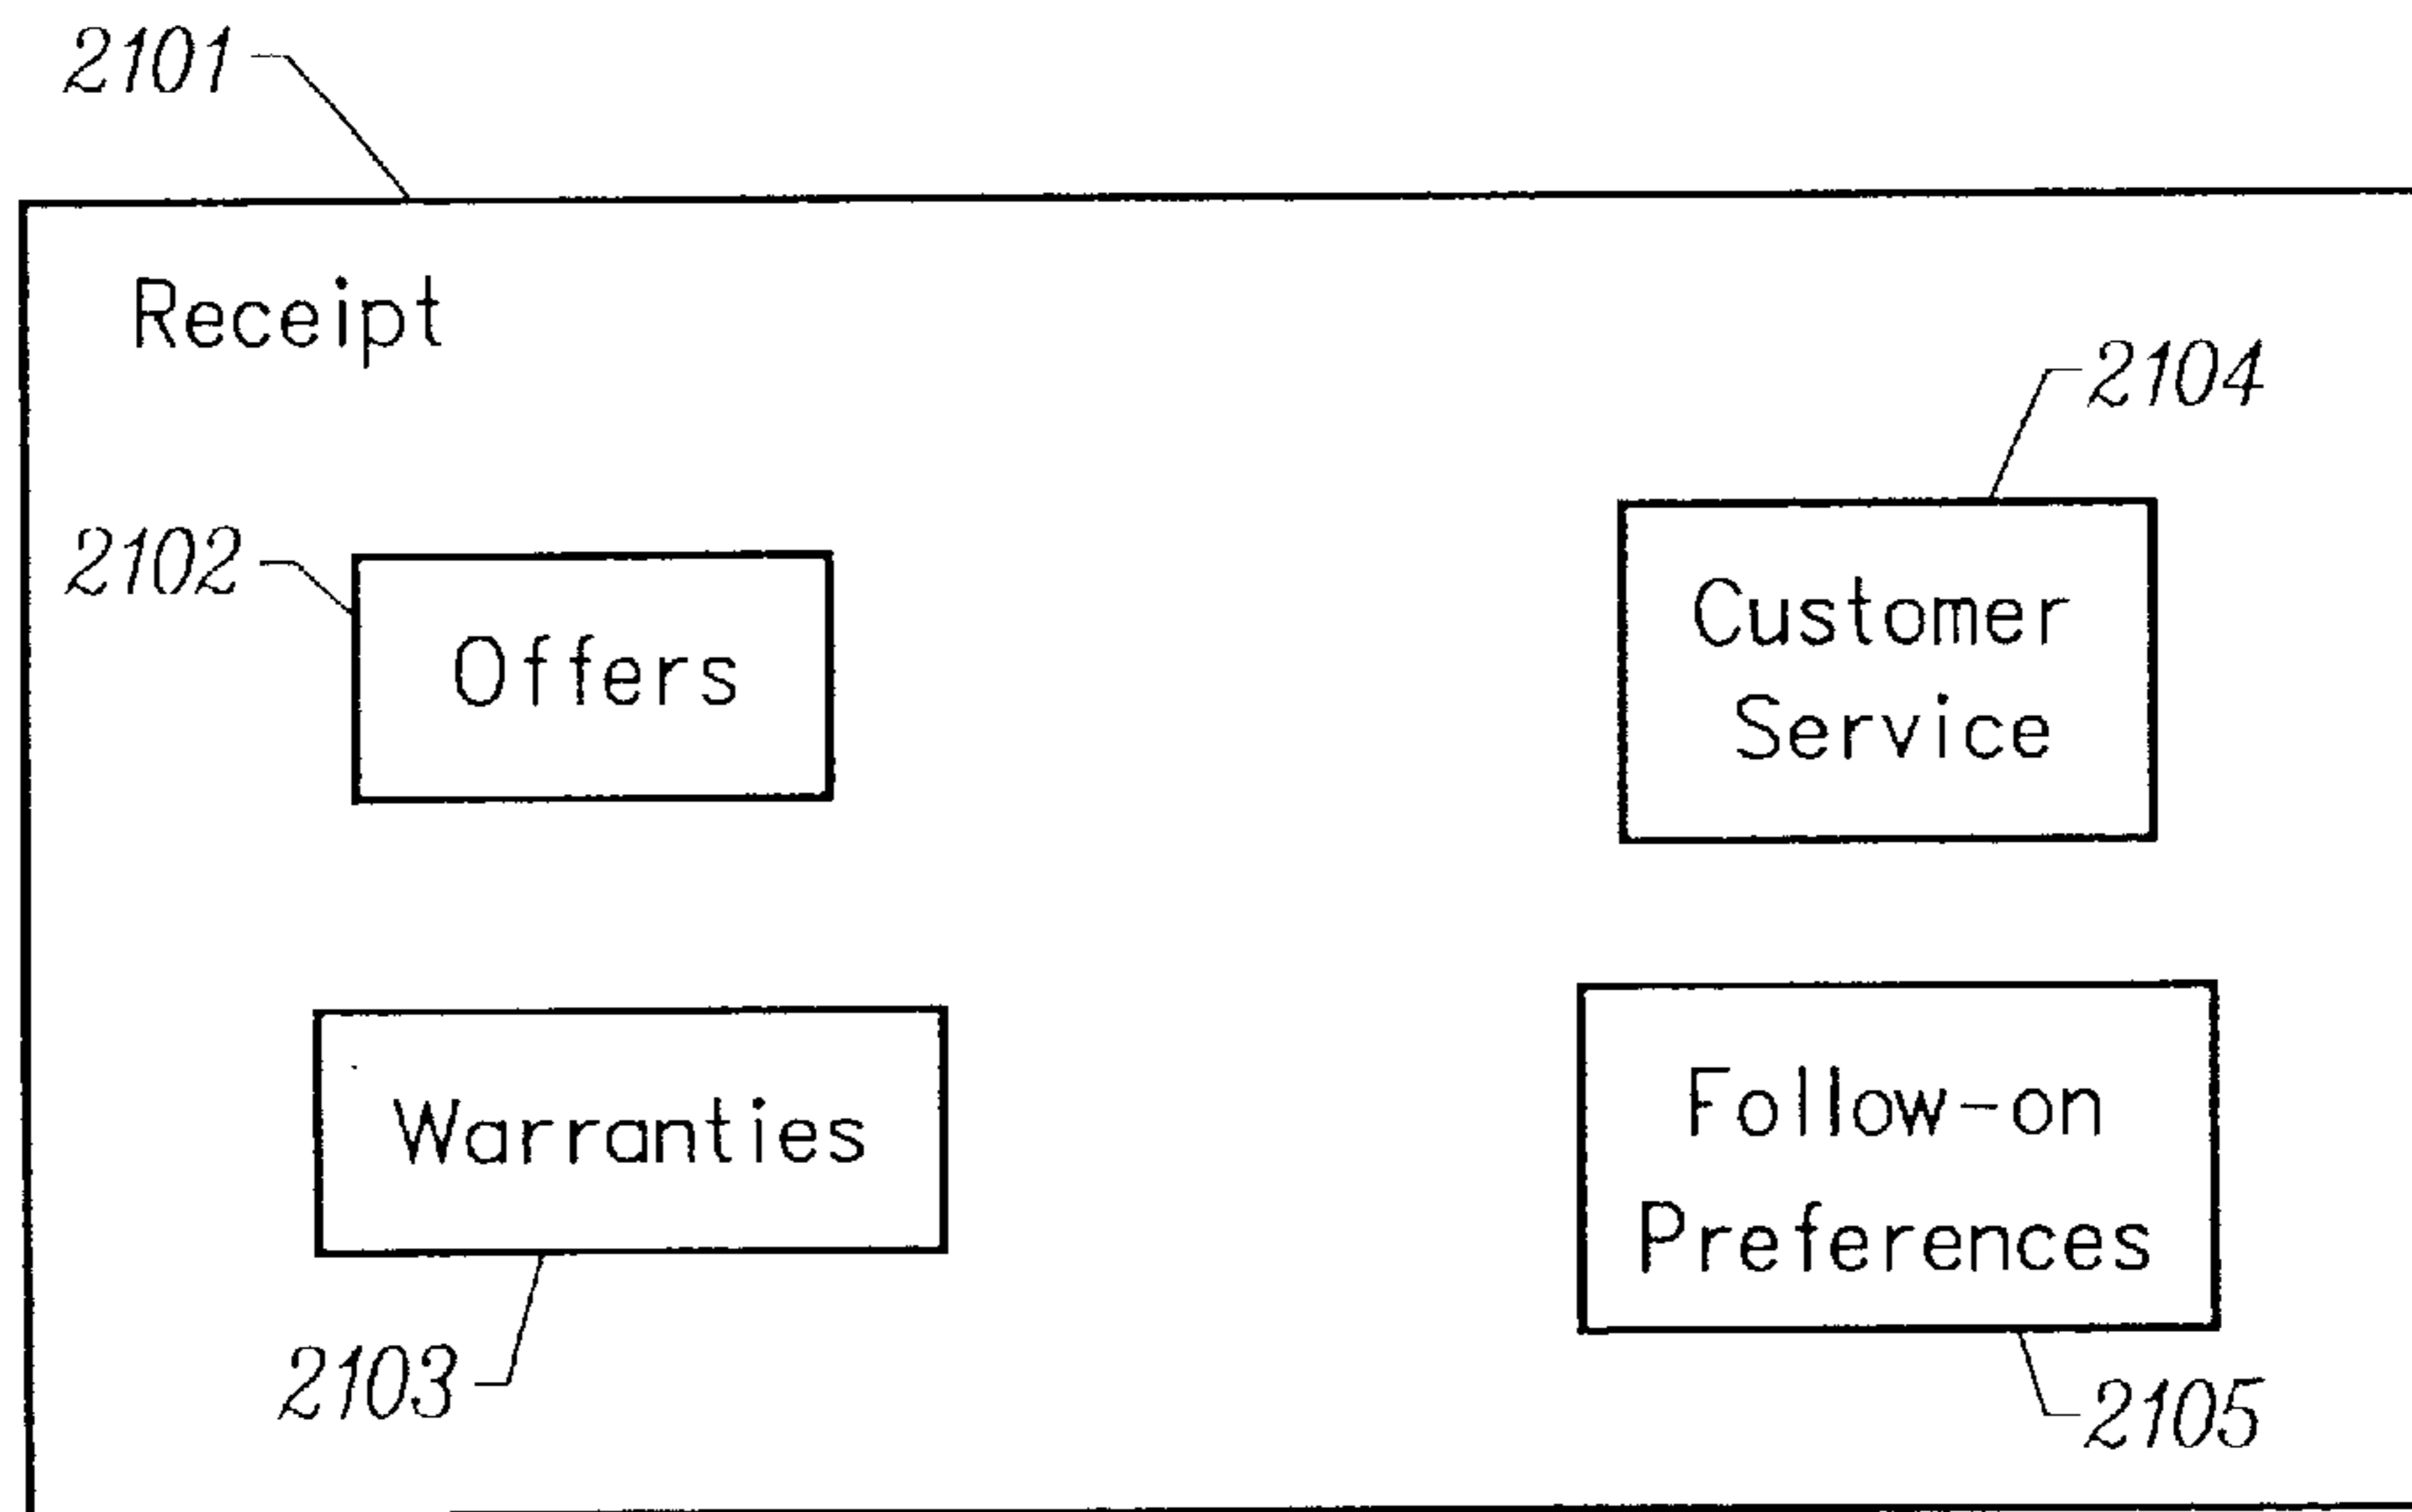 2101
Receipt
2104
2102
Offers
Customer
Service
Warranties
Follow-on
Preferences
2103
2105